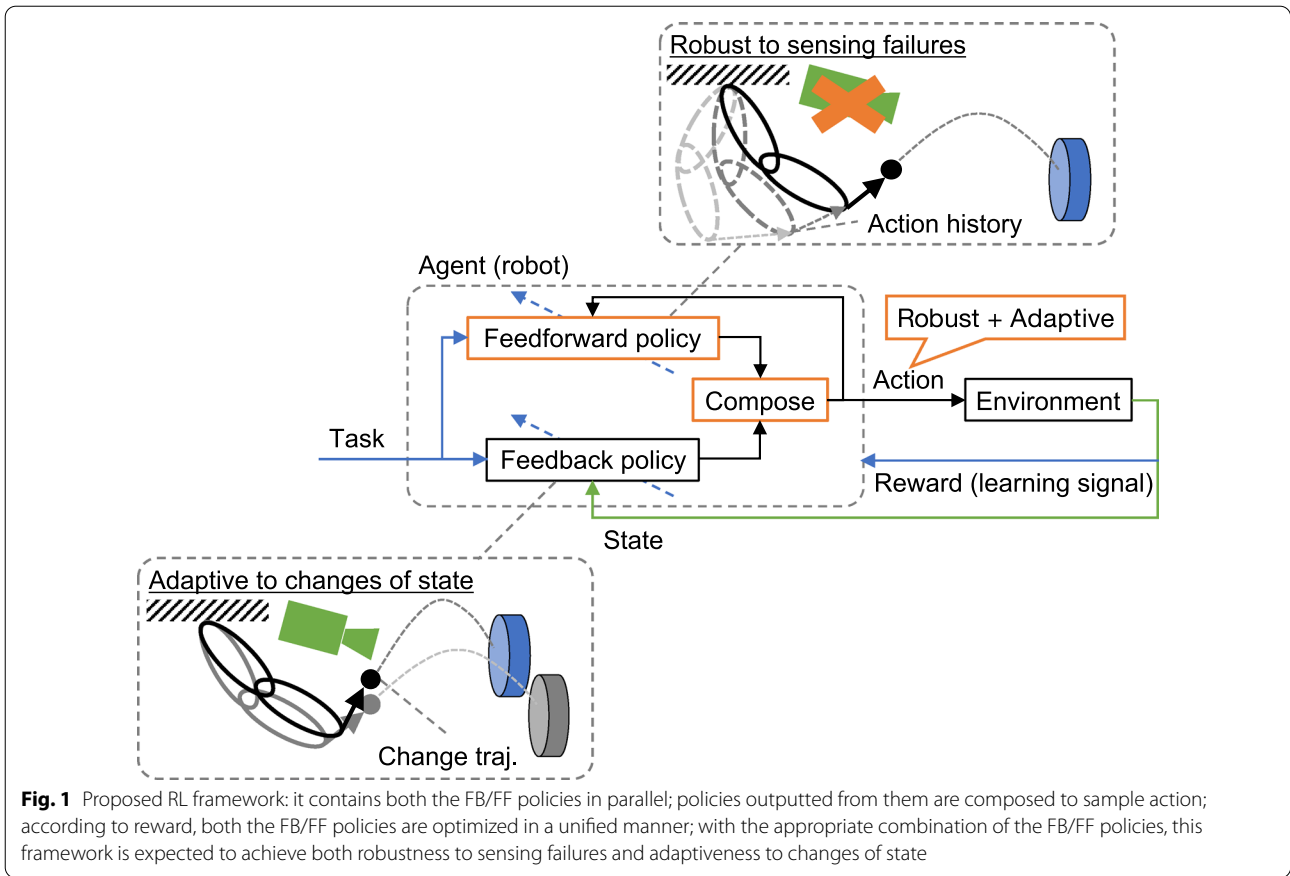 Robust to sensing failures
Action history
Agent (robot)
Feedforward policy
Robust + Adaptive
Compose
Action
Environment
Task
Feedback policy
Reward (learning signal)
State
Adaptive to changes of state
Change traj.
Fig. 1 Proposed RL framework: it contains both the FB/FF policies in parallel; policies outputted from them are composed to sample action;
according to reward, both the FB/FF policies are optimized in a unified manner; with the appropriate combination of the FB/FF policies, this
framework is expected to achieve both robustness to sensing failures and adaptiveness to changes of state